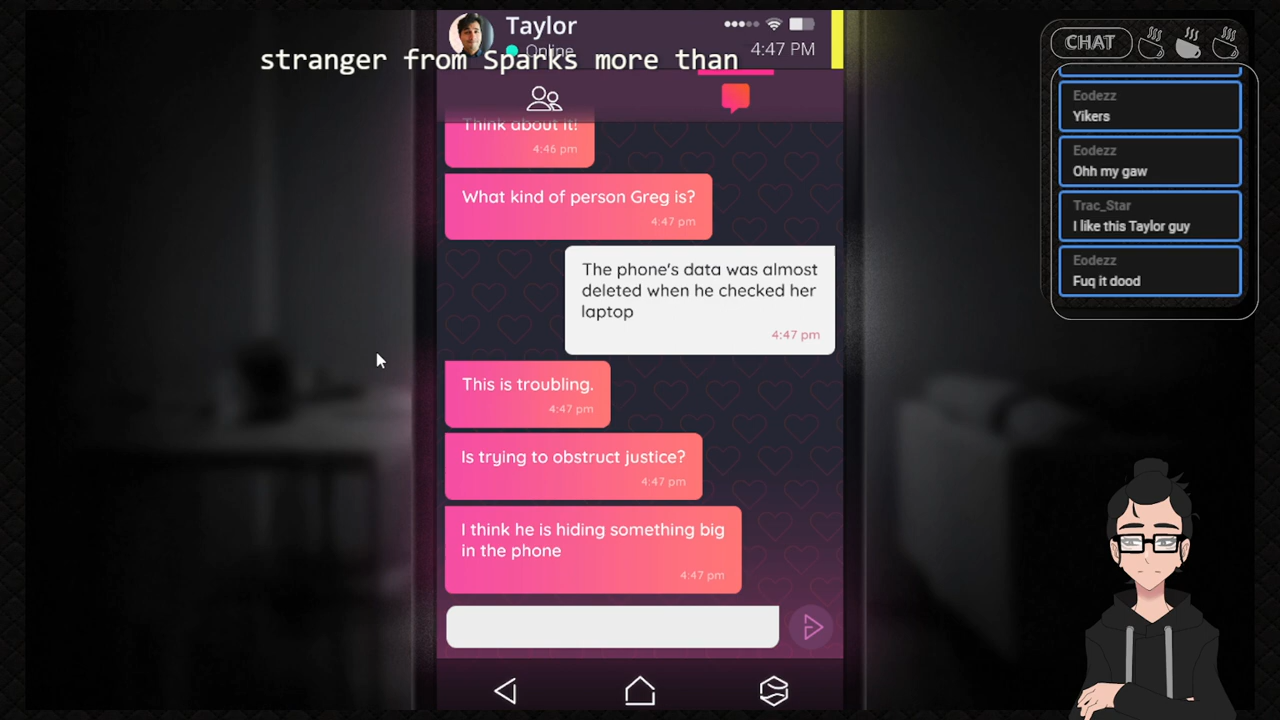 Taylor
Online
4:47 PM
stranger from Sparks more than
Think about it!
4:46 pm
What kind of person Greg is?
4:47 pm
The phone's data was almost
deleted when he checked her
laptop
4:47 pm
This is troubling.
4:47 pm
Is trying to obstruct justice?
4:47 pm
I think he is hiding something big
in the phone
4:47 pm
CHAT
Eodezz
Yikers
Eodezz
Ohh my gaw
Trac_Star
I like this Taylor guy
Eodezz
Fuq it dood